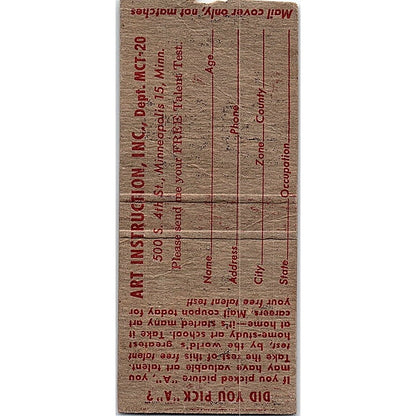 Mail cover only, not matches
ART INSTRUCTION, INC., Dept. MCT-20
500 S. 4th St., Minneapolis 15, Minn.
Please send me your FREE Talent Test.
Name Age
Address Phone
City Zone County
State Occupation
DID YOU PICK "A"?
If you picked picture "A", you
may have valuable art talent.
Take the rest of this free talent
test, by the world's greatest
home-study art school. Take it
at home—it's started many art
careers. Mail coupon today for
your free talent test!